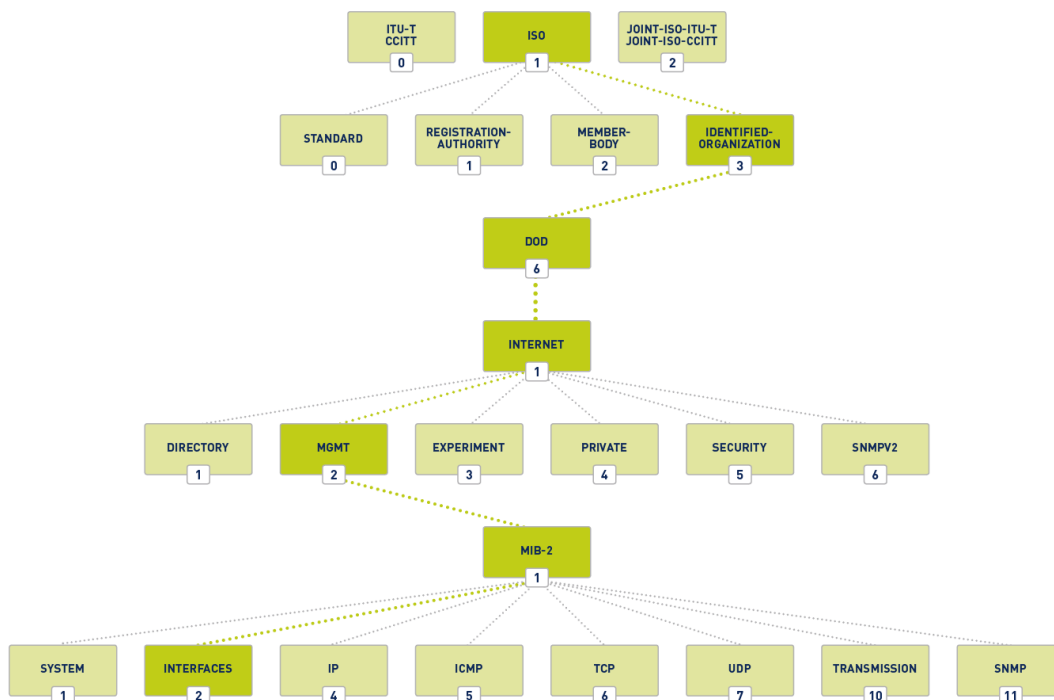 ITU-T
CCITT
0
ISO
1
JOINT-ISO-ITU-T
JOINT-ISO-CCITT
2
STANDARD
0
REGISTRATION-
AUTHORITY
1
MEMBER-
BODY
2
IDENTIFIED-
ORGANIZATION
3
DOD
6
INTERNET
1
DIRECTORY
1
MGMT
2
EXPERIMENT
3
PRIVATE
4
SECURITY
5
SNMPV2
6
MIB-2
1
SYSTEM
1
INTERFACES
2
IP
4
ICMP
5
TCP
6
UDP
7
TRANSMISSION
10
SNMP
11